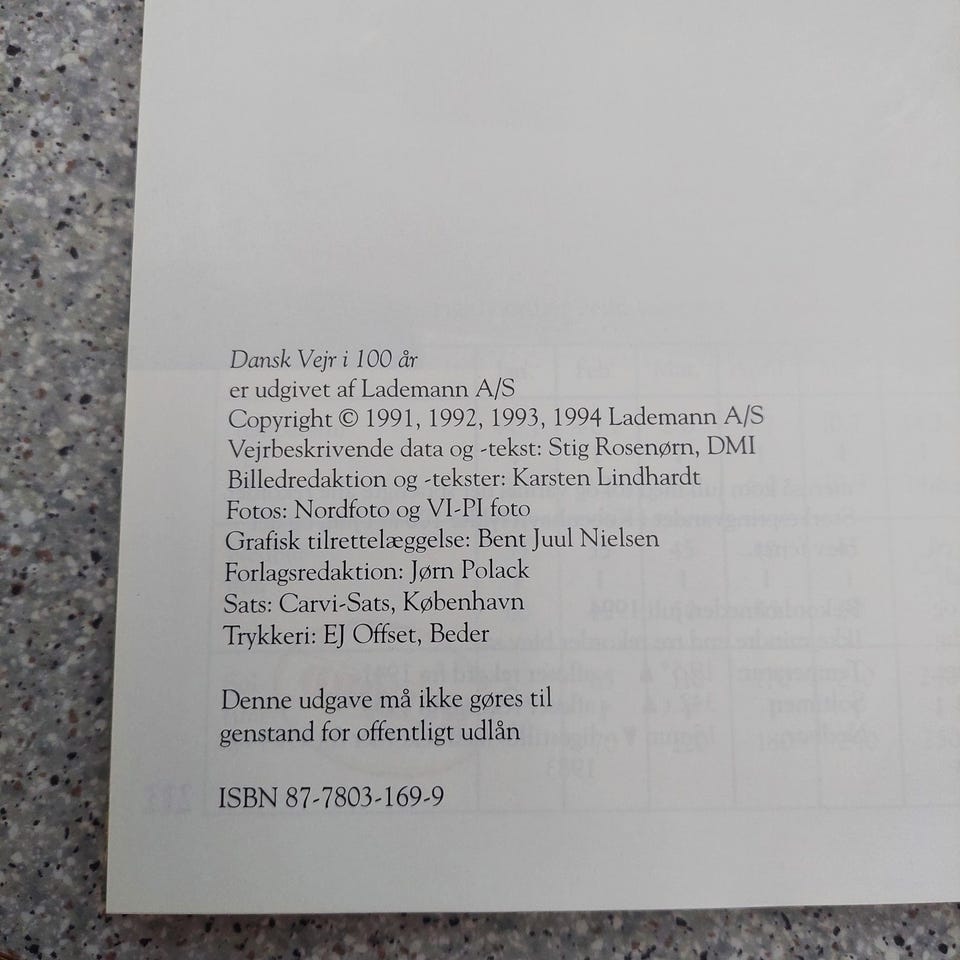 Dansk Vejr i 100 år
er udgivet af Lademann A/S
Copyright © 1991, 1992, 1993, 1994 Lademann A/S
Vejrbeskrivende data og -tekst: Stig Rosenørn, DMI
Billedredaktion og -tekster: Karsten Lindhardt
Fotos: Nordfoto og VI-PI foto
Grafisk tilrettelæggelse: Bent Juul Nielsen
Forlagsredaktion: Jørn Polack
Sats: Carvi-Sats, København
Trykkeri: EJ Offset, Beder
Denne udgave må ikke gøres til
genstand for offentligt udlån
ISBN 87-7803-169-9